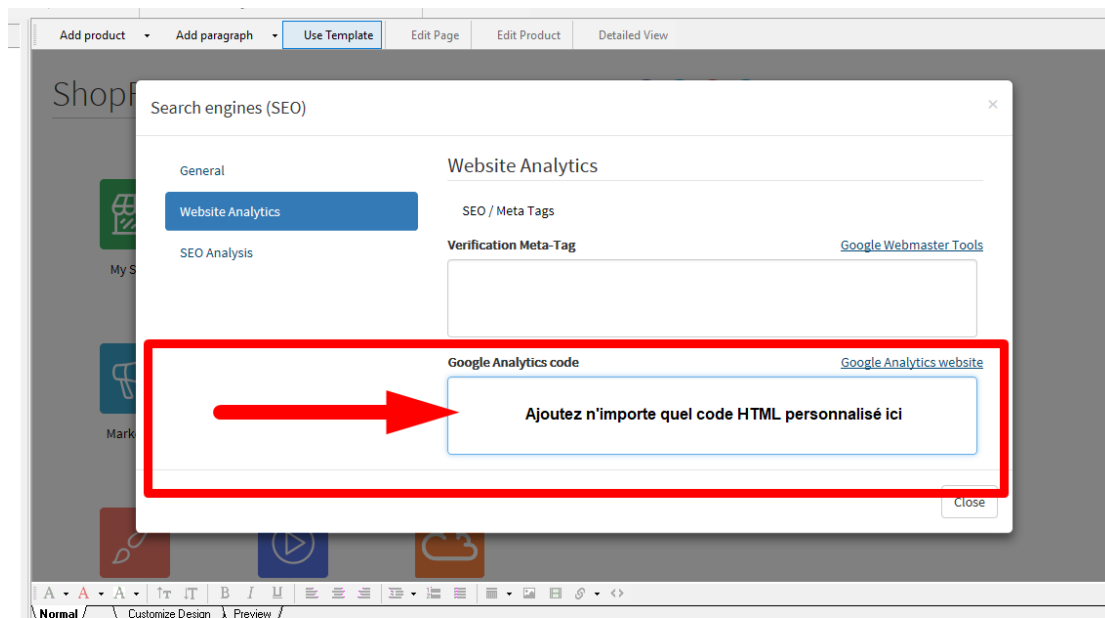 Add product Add paragraph Use Template Edit Page Edit Product Detailed View
Search engines (SEO) ×
General
Website Analytics
SEO Analysis
Website Analytics
SEO / Meta Tags
Verification Meta-Tag Google Webmaster Tools
Google Analytics code Google Analytics website
Ajoutez n'importe quel code HTML personnalisé ici
Close
My S
Mark
A A A T T B I U
Normal Customize Design Preview